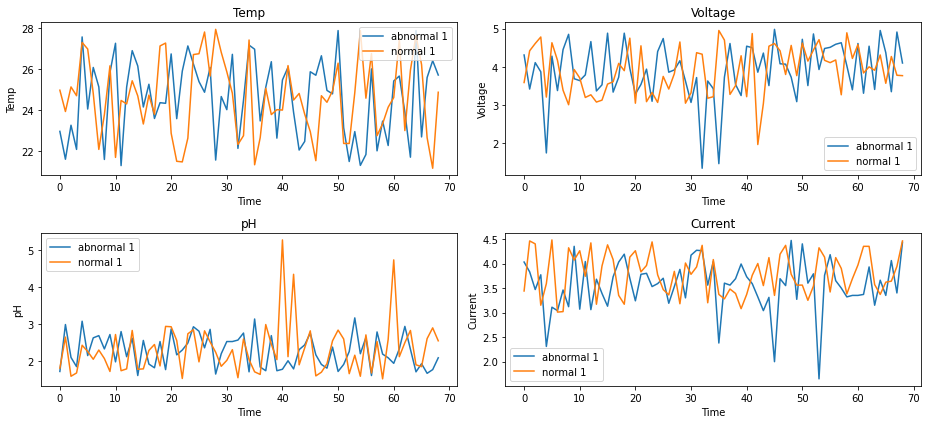 Temp
28
26
24
22
Temp
0 10 20 30 40 50 60 70
Time
abnormal 1
normal 1
Voltage
5
4
3
2
Voltage
0 10 20 30 40 50 60 70
Time
abnormal 1
normal 1
pH
5
4
3
2
pH
0 10 20 30 40 50 60 70
Time
abnormal 1
normal 1
Current
4.5
4.0
3.5
3.0
2.5
2.0
Current
0 10 20 30 40 50 60 70
Time
abnormal 1
normal 1